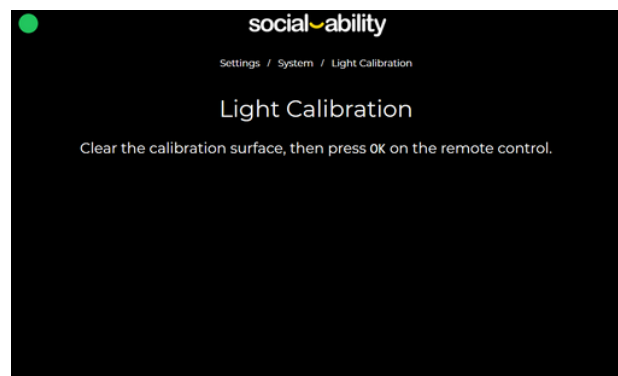 social ability
Settings / System / Light Calibration
Light Calibration
Clear the calibration surface, then press OK on the remote control.